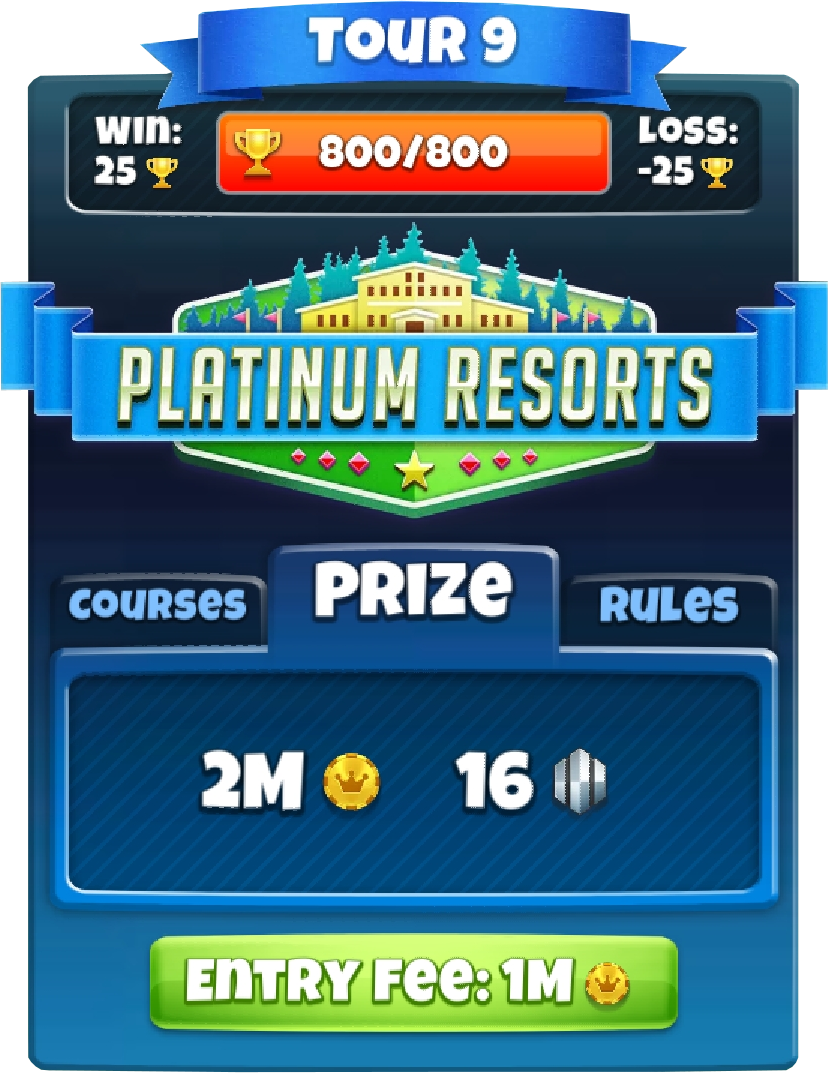 TOUR 9
WIN:
25
800/800
LOSS:
-25
PLATINUM RESORTS
COURSES
PRIZE
RULES
2M
16
ENTRY FEE: 1M